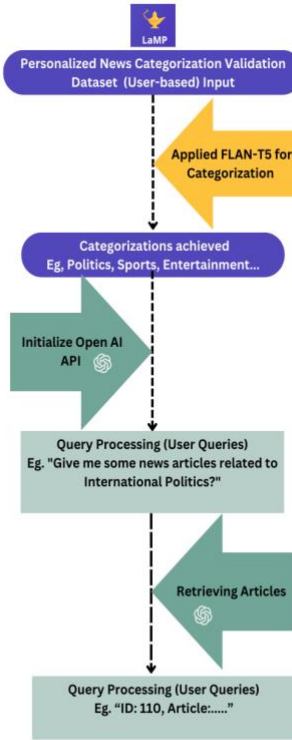 LaMP
Personalized News Categorization Validation
Dataset (User-based) Input
Applied FLAN-T5 for
Categorization
Categorizations achieved
Eg, Politics, Sports, Entertainment...
Initialize Open AI
API
Query Processing (User Queries)
Eg. "Give me some news articles related to
International Politics?"
Retrieving Articles
Query Processing (User Queries)
Eg. “ID: 110, Article:.....”